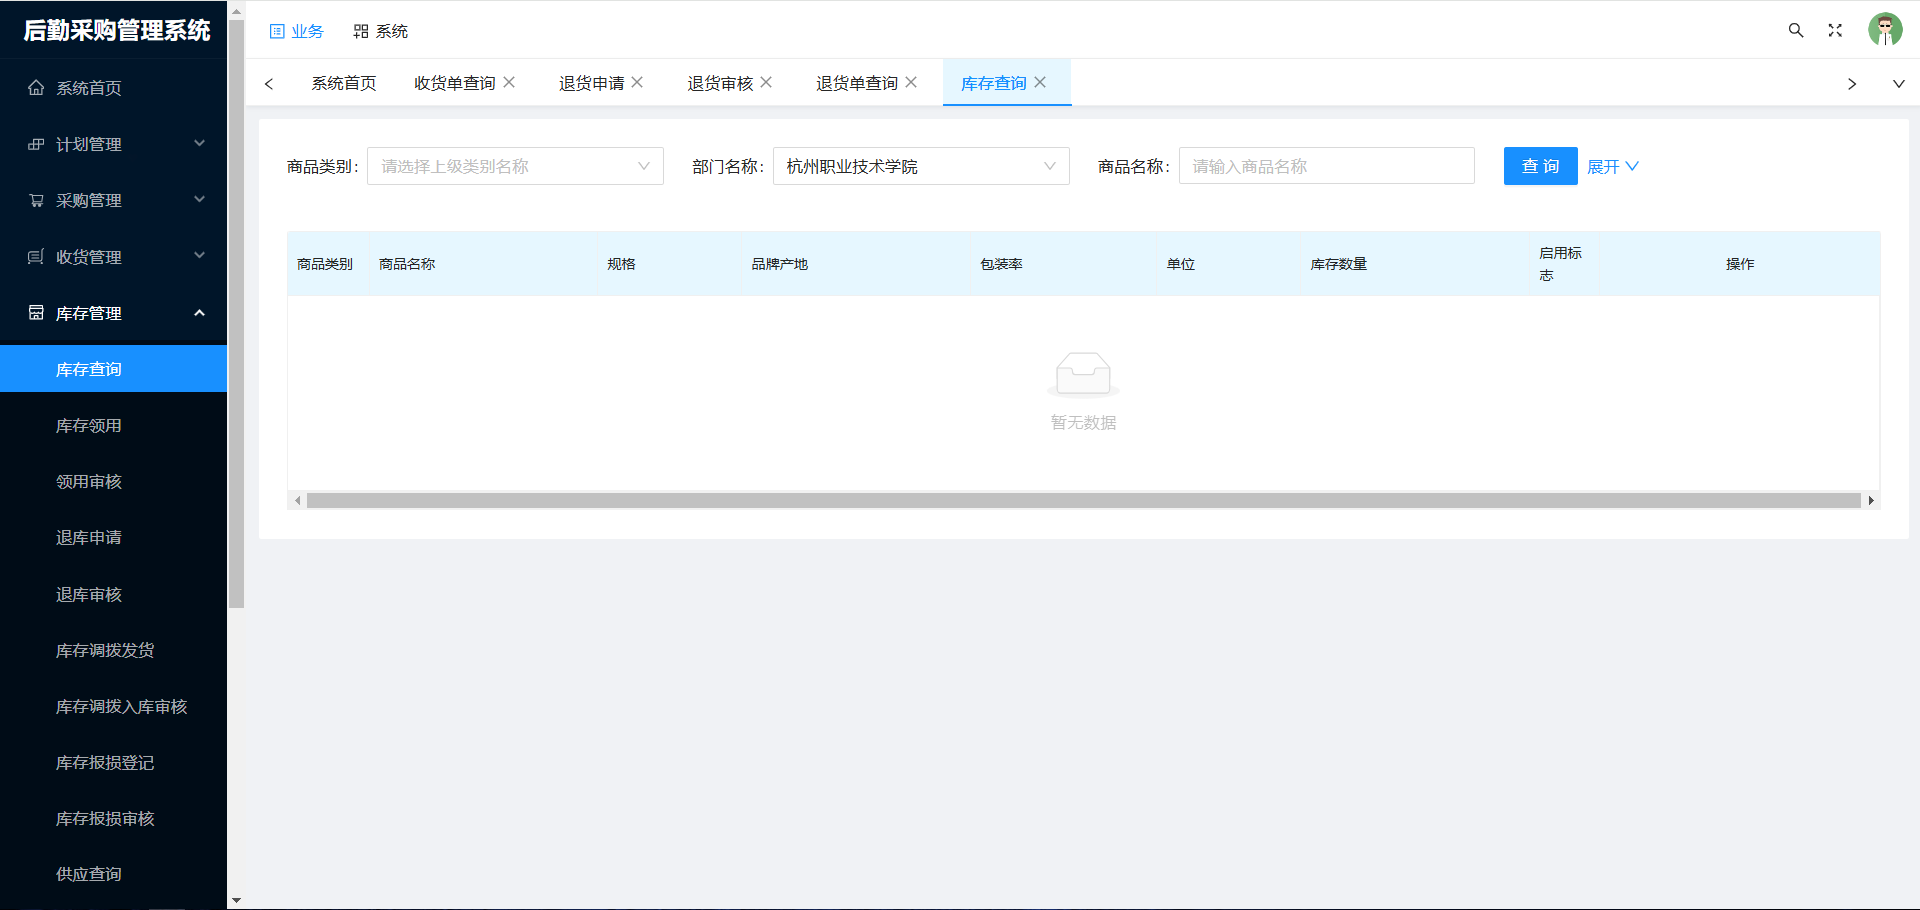 后勤采购管理系统
业务
系统
系统首页
收货单查询
退货申请
退货审核
退货单查询
库存查询
系统首页
计划管理
采购管理
收货管理
库存管理
库存查询
库存领用
领用审核
退库申请
退库审核
库存调拨发货
库存调拨入库审核
库存报损登记
库存报损审核
供应查询
商品类别:
请选择上级类别名称
部门名称:
杭州职业技术学院
商品名称:
请输入商品名称
查 询
展开
商品类别
商品名称
规格
品牌产地
包装率
单位
库存数量
启用标
志
操作
暂无数据